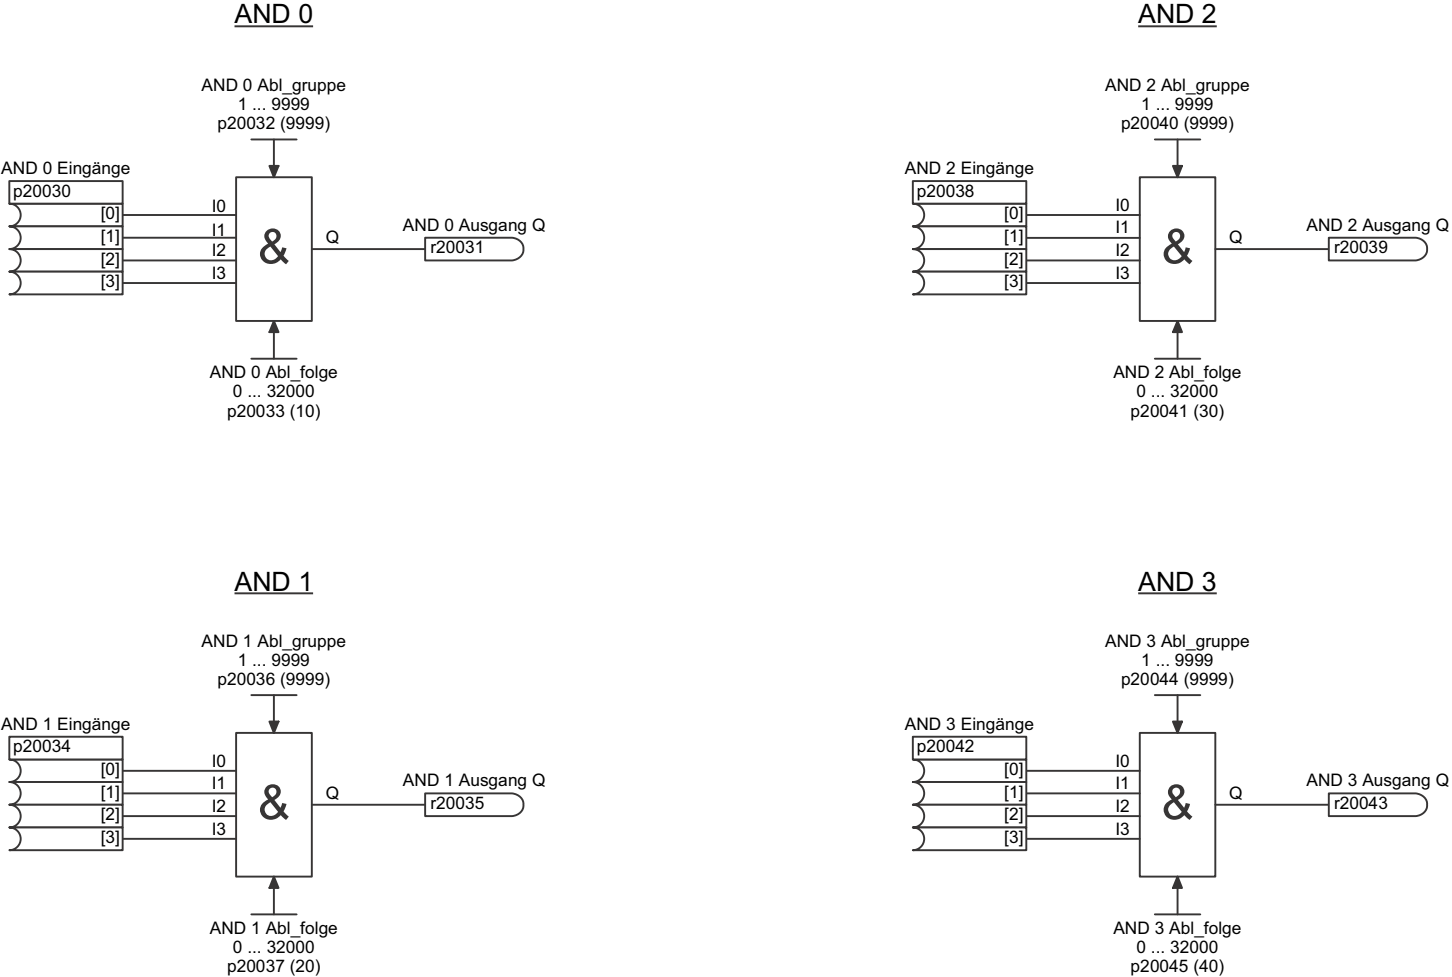 AND 0
AND 0 Abl_gruppe
1 ... 9999
p20032 (9999)
AND 0 Eingänge
p20030
[0]
[1]
[2]
[3]
I0
I1
I2
I3
&
Q
AND 0 Ausgang Q
r20031
AND 0 Abl_folge
0 ... 32000
p20033 (10)
AND 2
AND 2 Abl_gruppe
1 ... 9999
p20040 (9999)
AND 2 Eingänge
p20038
[0]
[1]
[2]
[3]
I0
I1
I2
I3
&
Q
AND 2 Ausgang Q
r20039
AND 2 Abl_folge
0 ... 32000
p20041 (30)
AND 1
AND 1 Abl_gruppe
1 ... 9999
p20036 (9999)
AND 1 Eingänge
p20034
[0]
[1]
[2]
[3]
I0
I1
I2
I3
&
Q
AND 1 Ausgang Q
r20035
AND 1 Abl_folge
0 ... 32000
p20037 (20)
AND 3
AND 3 Abl_gruppe
1 ... 9999
p20044 (9999)
AND 3 Eingänge
p20042
[0]
[1]
[2]
[3]
I0
I1
I2
I3
&
Q
AND 3 Ausgang Q
r20043
AND 3 Abl_folge
0 ... 32000
p20045 (40)